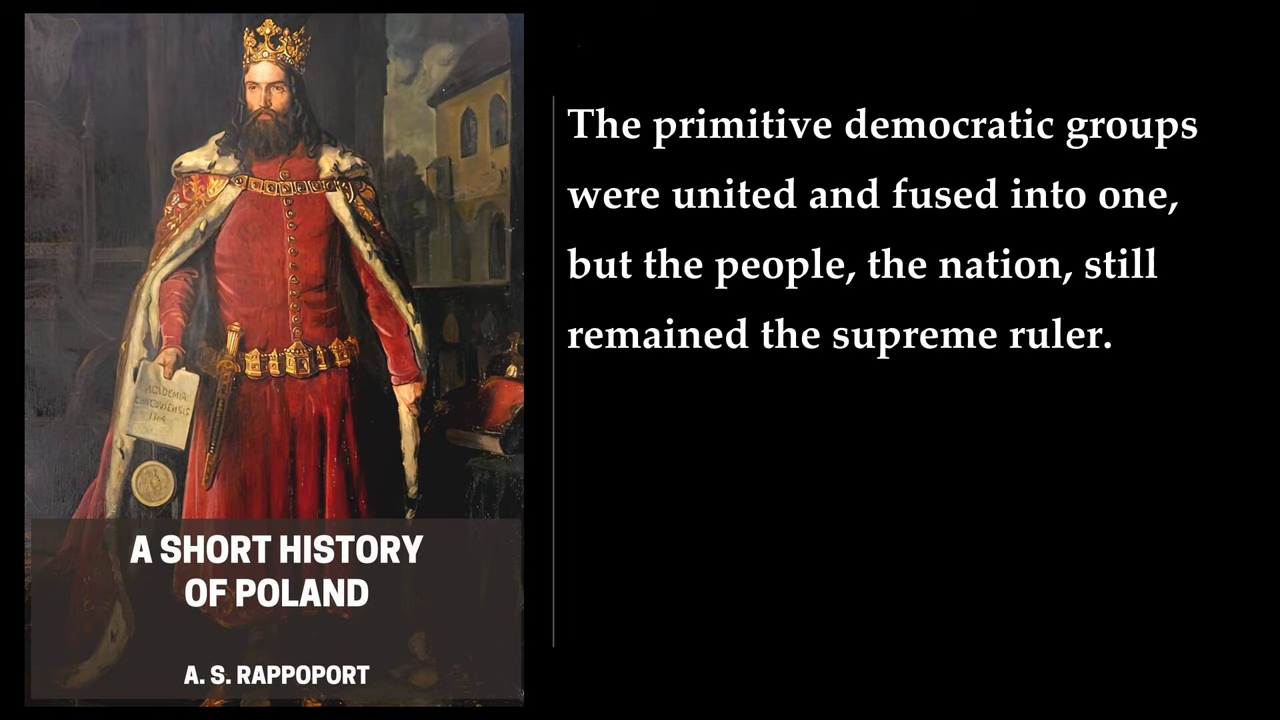 ACADEMIA
A SHORT HISTORY
OF POLAND
A. S. RAPPOPORT
The primitive democratic groups
were united and fused into one,
but the people, the nation, still
remained the supreme ruler.